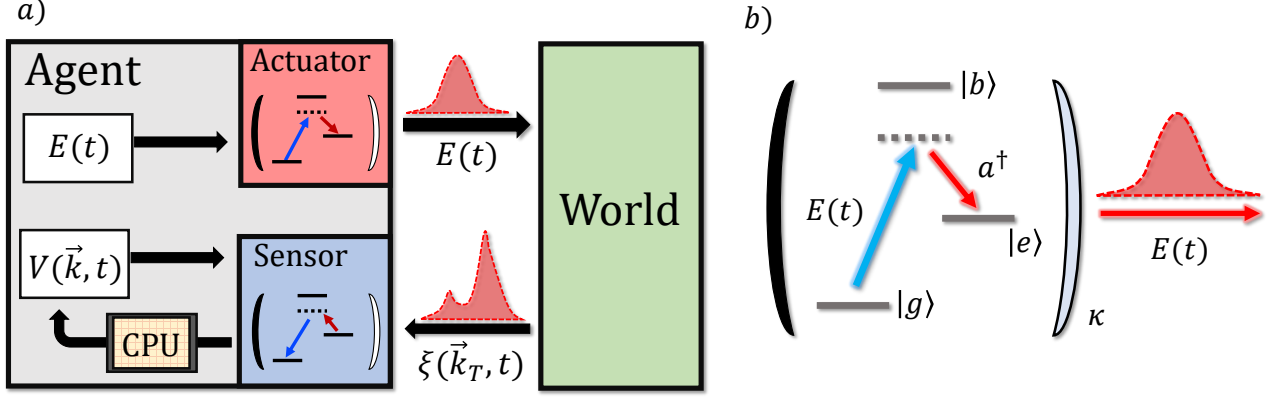 a)
Agent
E(t)
V(k⃗, t)
CPU
Actuator
Sensor
E(t)
ξ(k⃗_T, t)
World
b)
|b⟩
E(t)
a†
|e⟩
|g⟩
κ
E(t)